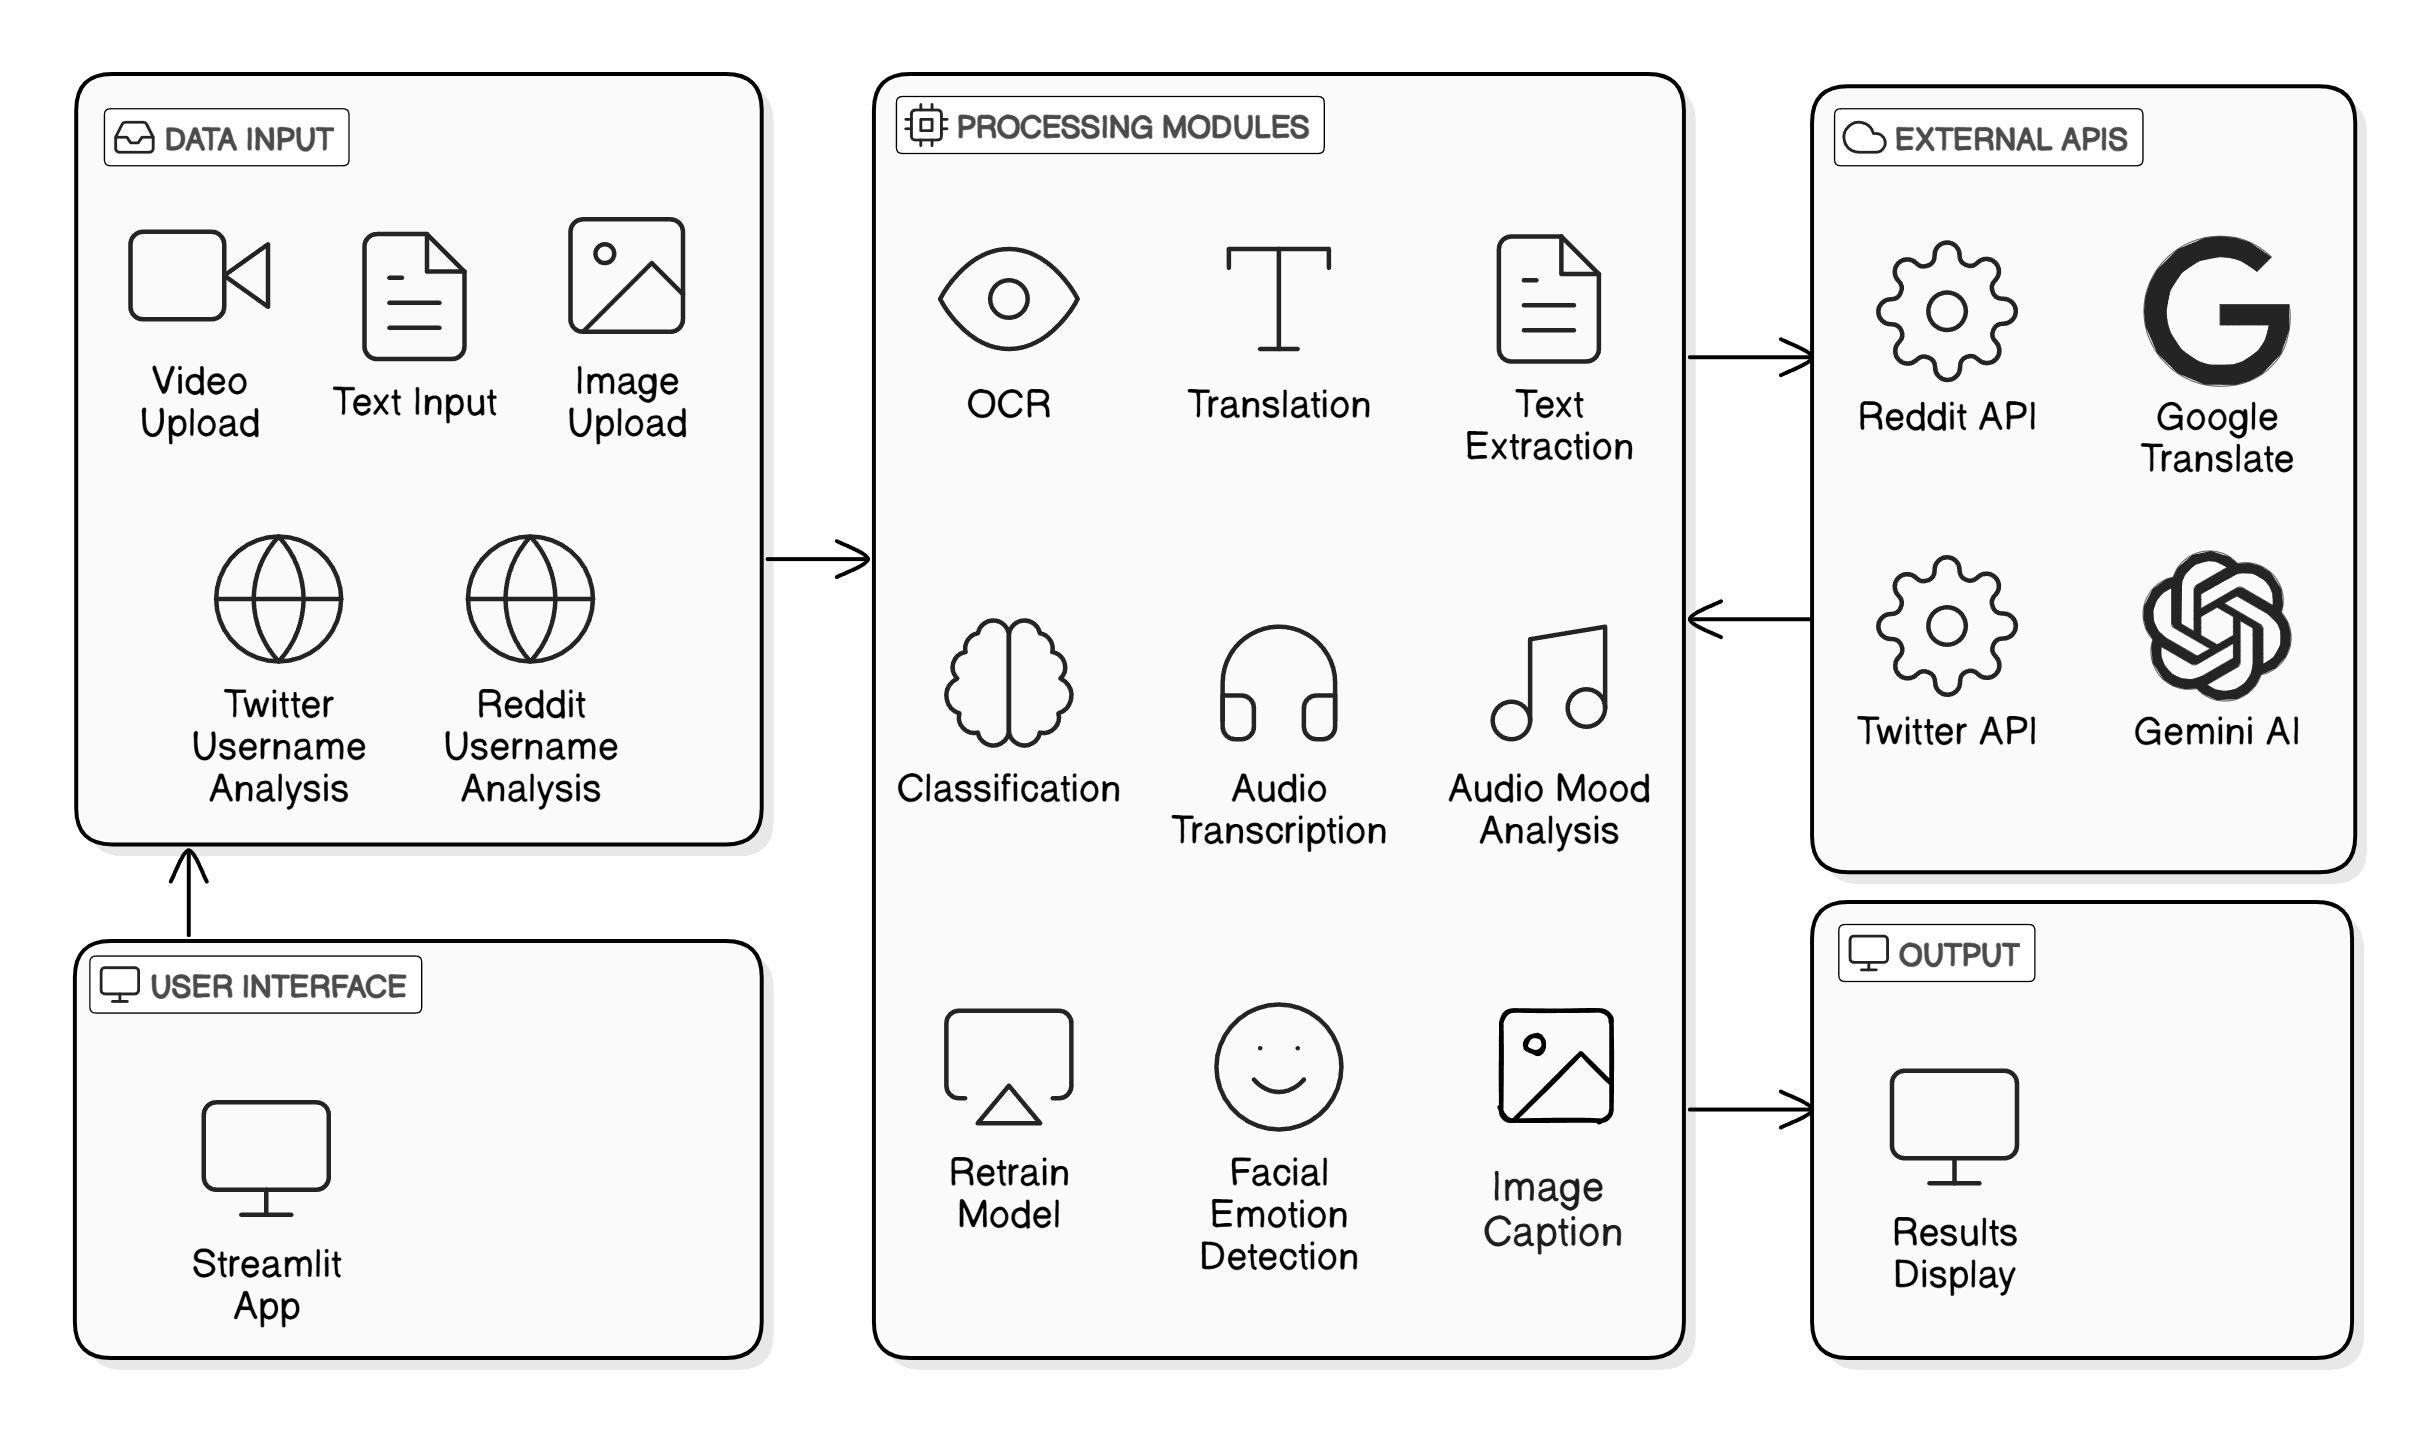 DATA INPUT
Video
Upload
Text Input
Image
Upload
Twitter
Username
Analysis
Reddit
Username
Analysis
USER INTERFACE
Streamlit
App
PROCESSING MODULES
OCR
Translation
Text
Extraction
Classification
Audio
Transcription
Audio Mood
Analysis
Retrain
Model
Facial
Emotion
Detection
Image
Caption
EXTERNAL APIS
Reddit API
Google
Translate
Twitter API
Gemini AI
OUTPUT
Results
Display